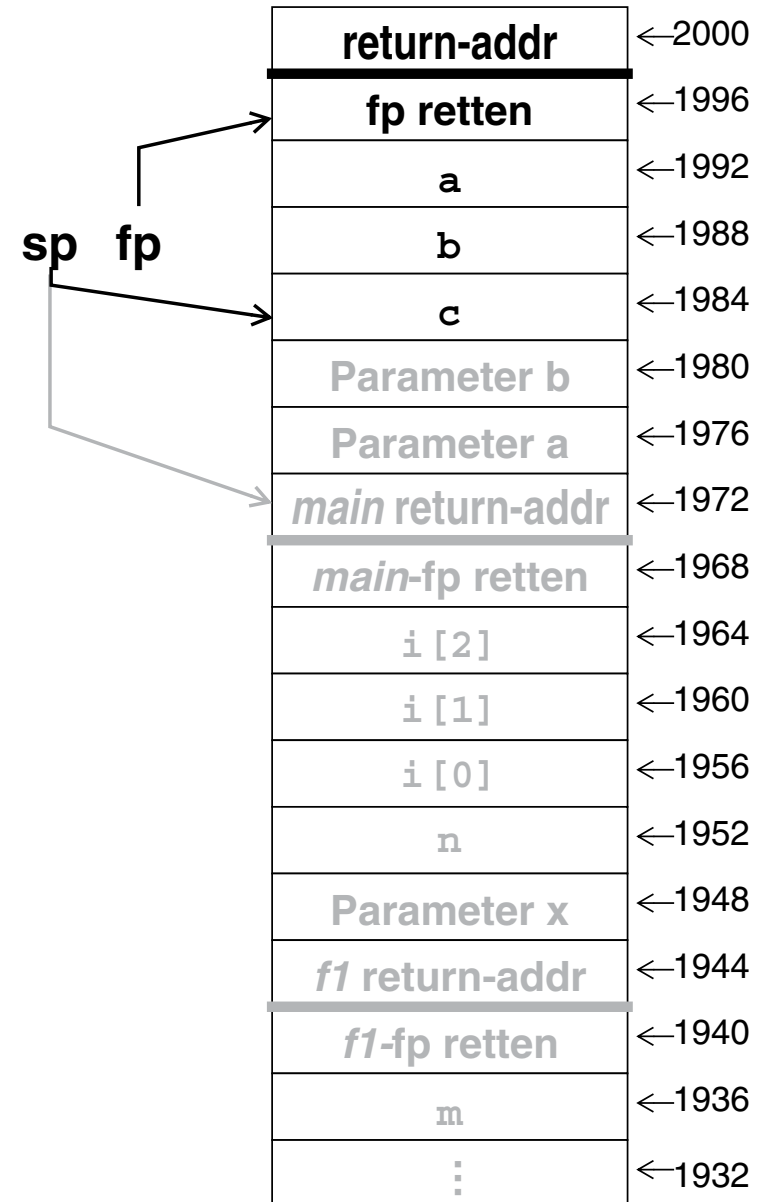 return-addr ←2000
fp retten ←1996
a ←1992
sp fp b ←1988
c ←1984
Parameter b ←1980
Parameter a ←1976
main return-addr ←1972
main-fp retten ←1968
i[2] ←1964
i[1] ←1960
i[0] ←1956
n ←1952
Parameter x ←1948
f1 return-addr ←1944
f1-fp retten ←1940
m ←1936
⋮ ←1932